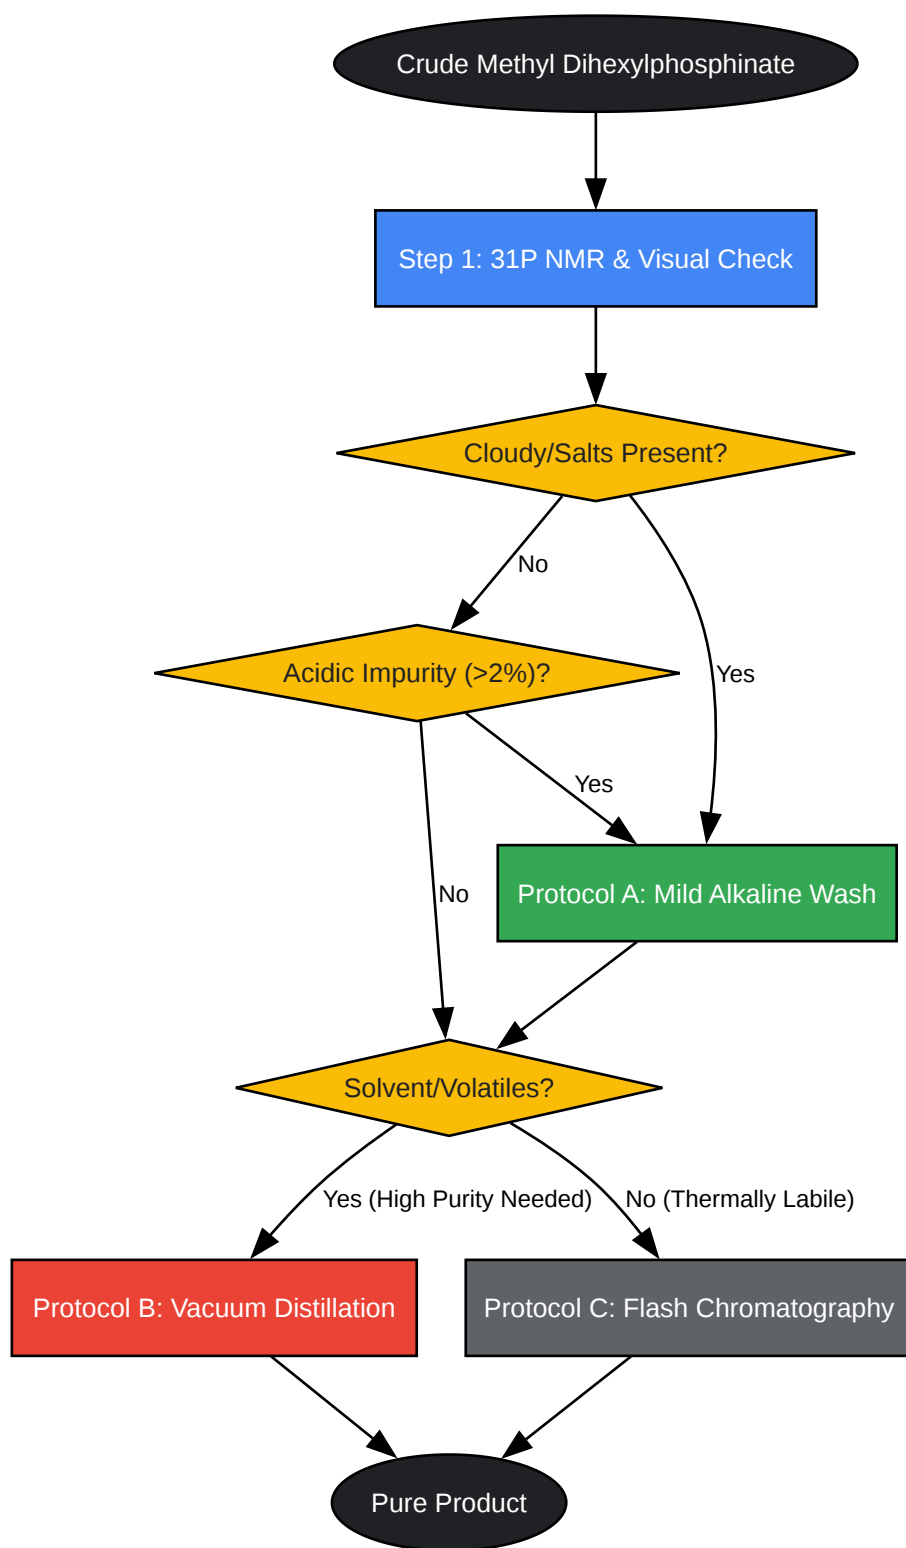 Crude Methyl Dihexylphosphinate
Step 1: 31P NMR & Visual Check
Cloudy/Salts Present?
No
Acidic Impurity (>2%)?
Yes
Yes
No
Protocol A: Mild Alkaline Wash
Solvent/Volatiles?
Yes (High Purity Needed)
No (Thermally Labile)
Protocol B: Vacuum Distillation
Protocol C: Flash Chromatography
Pure Product